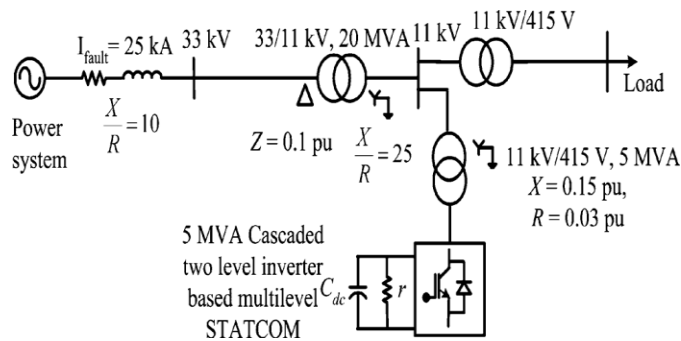 I_fault = 25 kA
33 kV
33/11 kV, 20 MVA
11 kV
11 kV/415 V
Power
system
X/R = 10
Δ
Z = 0.1 pu
X/R = 25
Load
11 kV/415 V, 5 MVA
X = 0.15 pu,
R = 0.03 pu
5 MVA Cascaded
two level inverter
based multilevel
STATCOM
C_dc
r